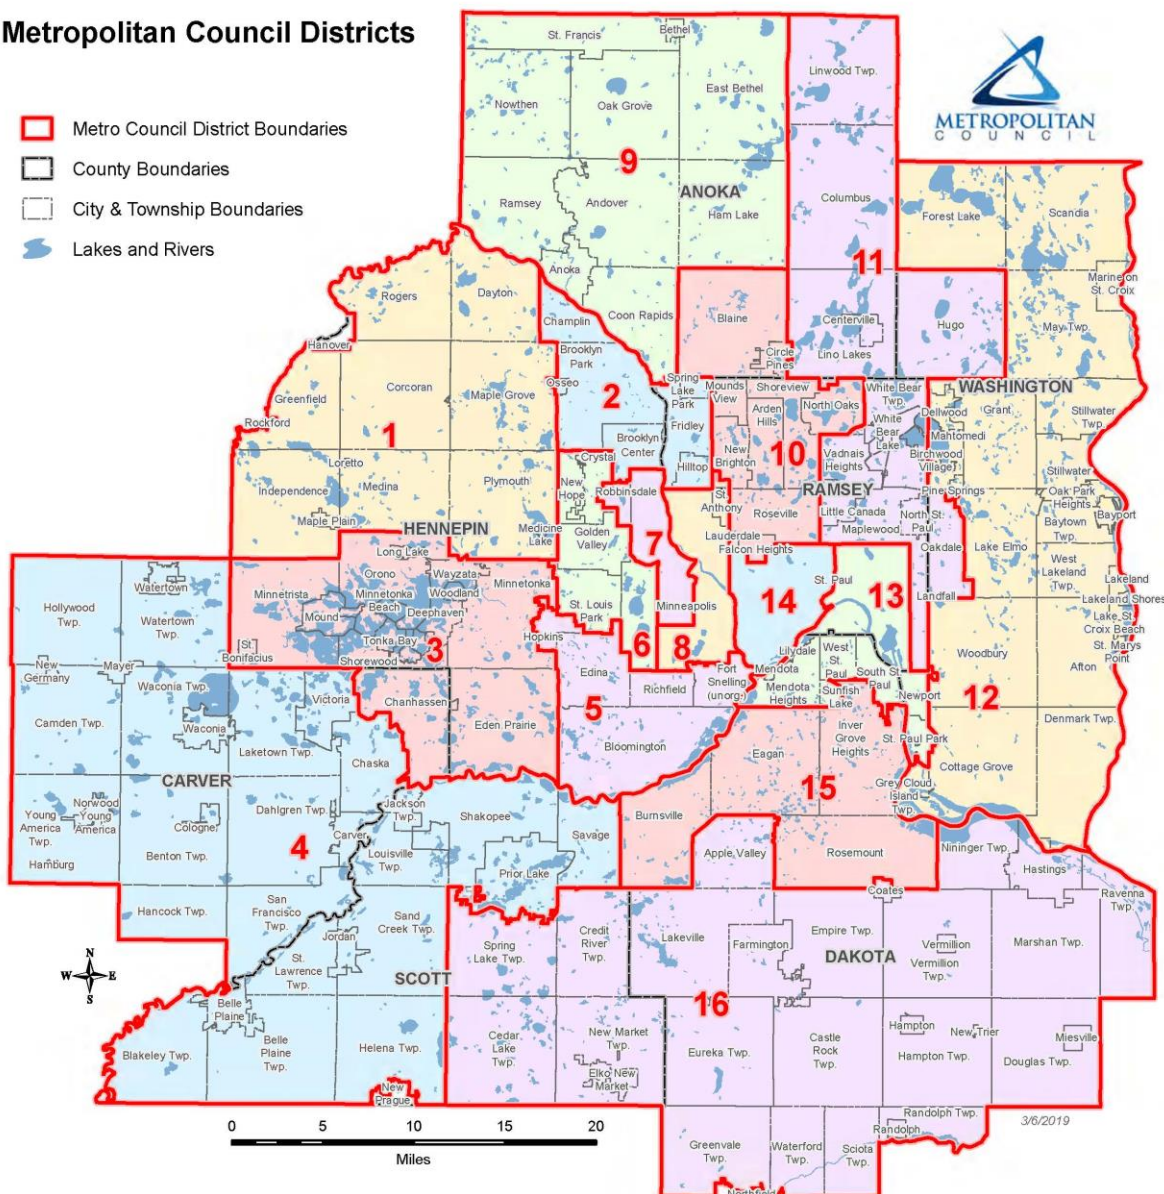 Metropolitan Council Districts
Metro Council District Boundaries
County Boundaries
City & Township Boundaries
Lakes and Rivers
METROPOLITAN
COUNCIL
St. Francis
Bethel
Linwood Twp.
Nowthen
Oak Grove
East Bethel
9
ANOKA
Ramsey
Andover
Ham Lake
Columbus
Forest Lake
Scandia
11
Anoka
Rogers
Dayton
Coon Rapids
Blaine
Centerville
Hugo
Marine on
St. Croix
May Twp.
Champlin
Hanover
Lino Lakes
Circle
Pines
Brooklyn
Park
Osseo
Corcoran
Maple Grove
Greenfield
Rockford
2
1
Spring
Lake
Park
Mounds
View
Shoreview
White Bear
Twp.
WASHINGTON
Arden
Hills
North Oaks
Dellwood
Grant
Stillwater
Twp.
Fridley
White
Bear
Lake
Mahtomedi
Brooklyn
Center
10
New
Brighton
Vadnais
Heights
Birchwood
Village
Crystal
Hilltop
Loretto
Independence
Medina
Plymouth
New
Hope
Robbinsdale
RAMSEY
Pine Springs
Stillwater
Oak Park
Heights
Bayport
Maple Plain
HENNEPIN
St.
Anthony
Roseville
Little Canada
Maplewood
North St.
Paul
Baytown
Twp.
Medicine
Lake
Golden
Valley
7
Lauderdale
Falcon Heights
Oakdale
Lake Elmo
West
Lakeland
Twp.
Long Lake
Orono
Wayzata
Woodland
Minnetonka
Minnetrista
Minnetonka
Beach
Deephaven
Mound
Tonka Bay
Shorewood
3
Watertown
Hollywood
Twp.
Watertown
Twp.
St.
Bonifacius
St. Louis
Park
6
Minneapolis
8
14
St. Paul
13
Landfall
Lakeland
Lakeland Shores
Lake St.
Croix Beach
St. Marys
Point
Hopkins
Edina
Richfield
Fort
Snelling
(unorg.)
Lilydale
Mendota
West
St.
Paul
South St.
Paul
Woodbury
Afton
New
Germany
Mayer
Waconia Twp.
Victoria
Chanhassen
Eden Prairie
5
Mendota
Heights
Sunfish
Lake
Newport
12
Camden Twp.
Waconia
Laketown Twp.
Chaska
Bloomington
Eagan
Inver
Grove
Heights
St. Paul Park
Denmark Twp.
Cottage Grove
CARVER
Grey Cloud
Island
Twp.
15
Young
America
Twp.
Norwood
Young
America
Cologne
Dahlgren Twp.
Jackson
Twp.
Shakopee
Savage
Burnsville
Hamburg
Benton Twp.
4
Carver
Louisville
Twp.
Prior Lake
Apple Valley
Rosemount
Nininger Twp.
Hastings
Coates
Ravenna
Twp.
Hancock Twp.
San
Francisco
Twp.
Sand
Creek Twp.
Jordan
Spring
Lake Twp.
Credit
River
Twp.
Lakeville
Farmington
Empire Twp.
Vermillion
Vermillion
Twp.
Marshan Twp.
DAKOTA
N
W E
S
St.
Lawrence
Twp.
SCOTT
16
Belle
Plaine
Belle
Plaine
Twp.
Blakeley Twp.
Helena Twp.
Cedar
Lake
Twp.
New Market
Twp.
Elko New
Market
Eureka Twp.
Castle
Rock
Twp.
Hampton
New Trier
Miesville
Hampton Twp.
Douglas Twp.
New
Prague
Randolph Twp.
Randolph
3/6/2019
0 5 10 15 20
Miles
Greenvale
Twp.
Waterford
Twp.
Sciota
Twp.
Northfield